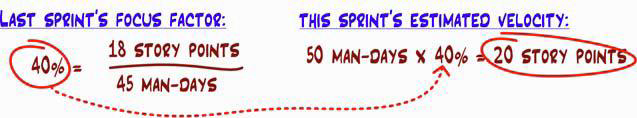 LAST SPRINT'S FOCUS FACTOR:
40% = 18 STORY POINTS
45 MAN-DAYS
THIS SPRINT'S ESTIMATED VELOCITY:
50 MAN-DAYS x 40% = 20 STORY POINTS